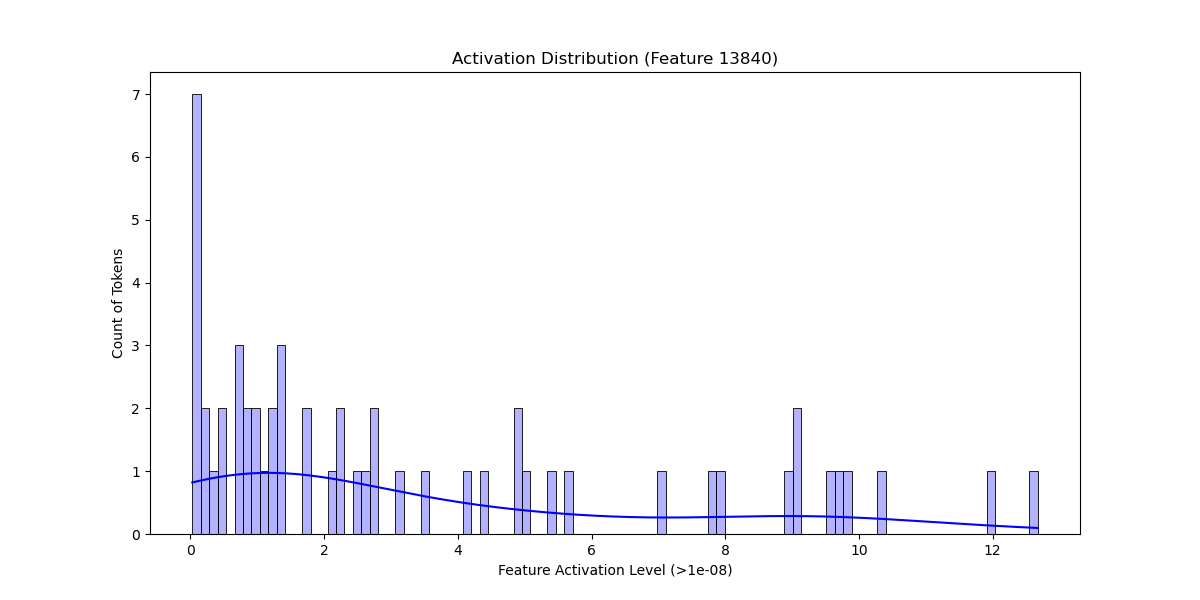 Activation Distribution (Feature 13840)
Count of Tokens
7
6
5
4
3
2
1
0
0 2 4 6 8 10 12
Feature Activation Level (>1e-08)